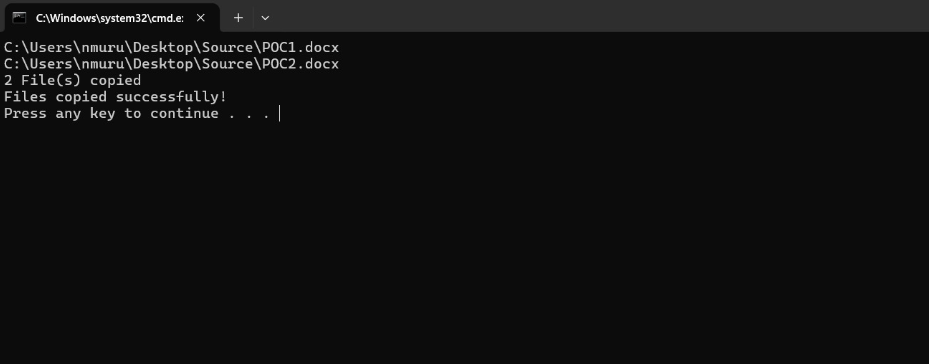 C:\Windows\system32\cmd.e:
C:\Users\nmuru\Desktop\Source\POC1.docx
C:\Users\nmuru\Desktop\Source\POC2.docx
2 File(s) copied
Files copied successfully!
Press any key to continue . . .